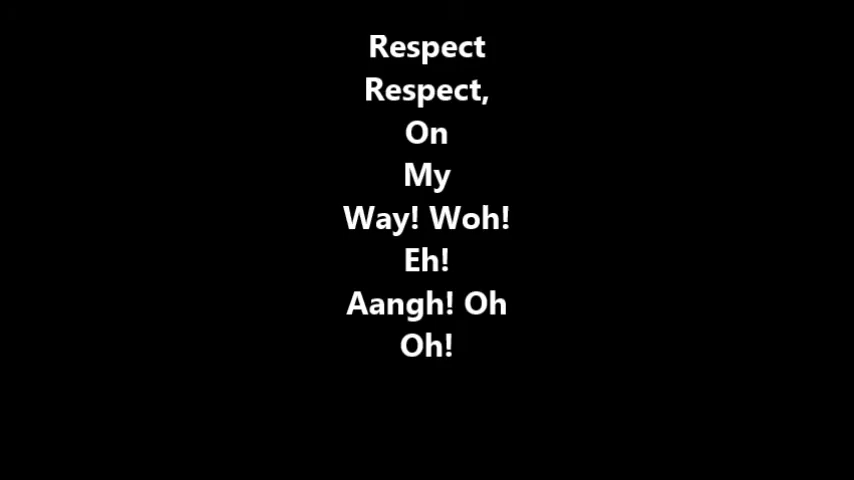 Respect
Respect,
On
My
Way! Woh!
Eh!
Aangh! Oh
Oh!